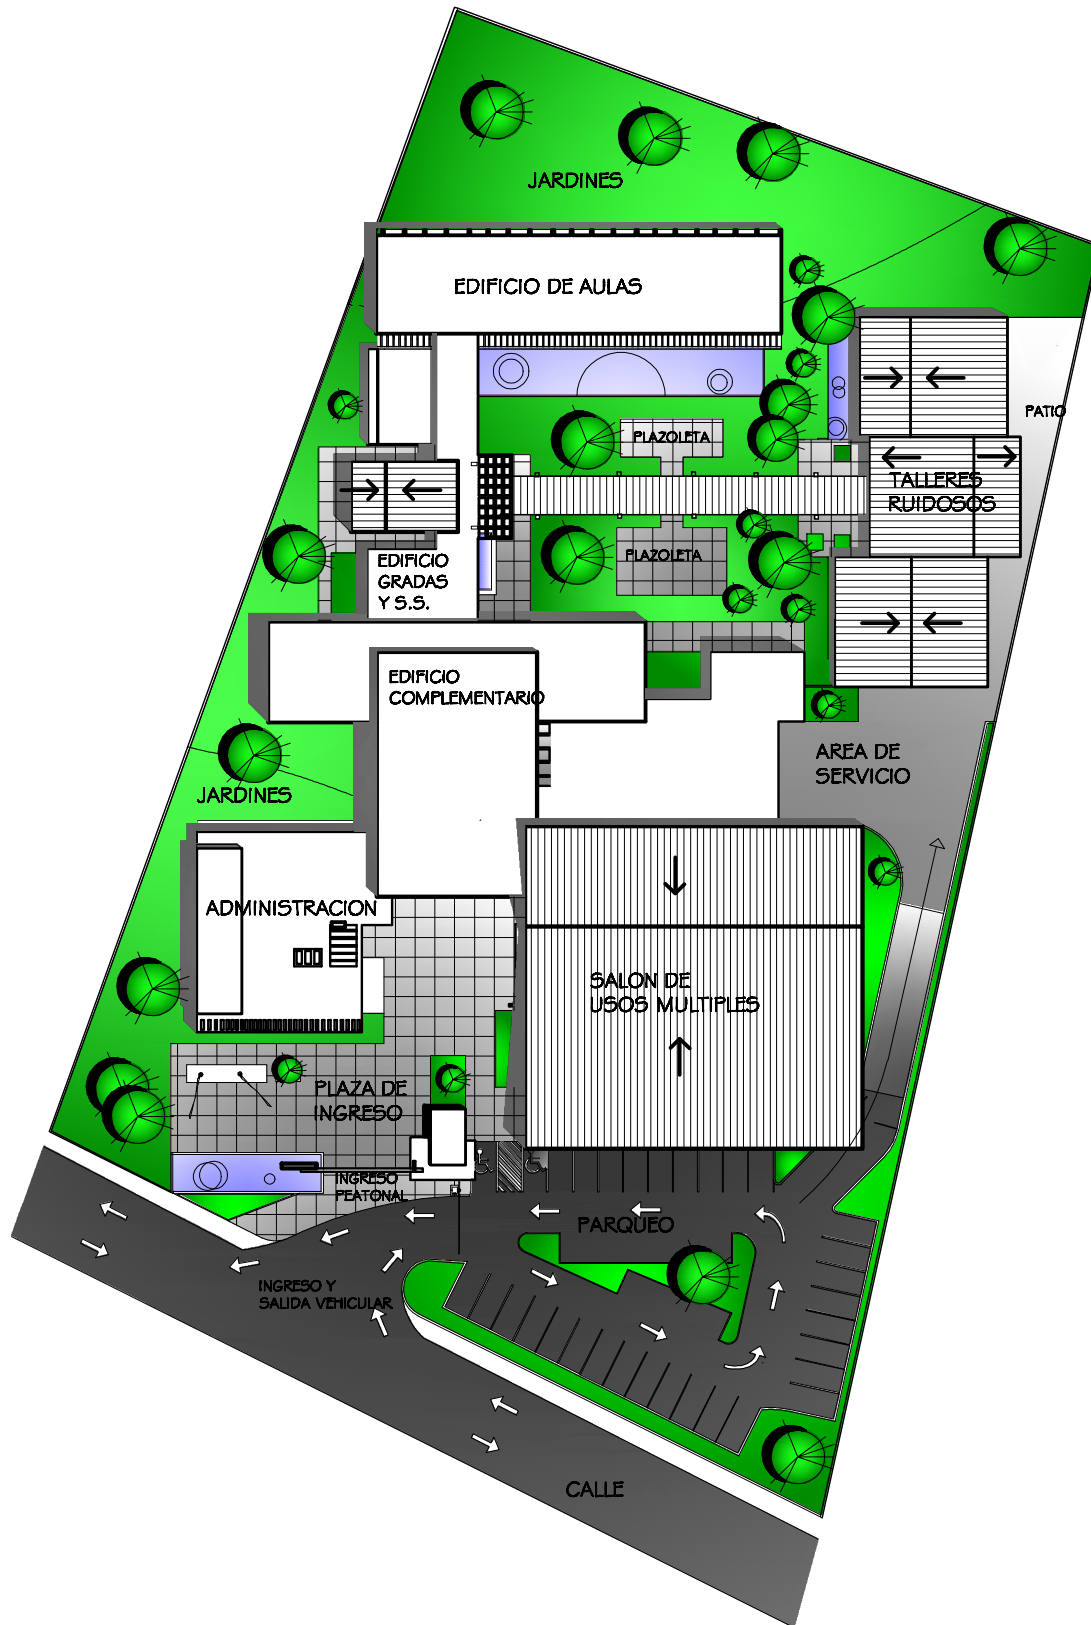 JARDINES
EDIFICIO DE AULAS
PATIO
PLAZOLETA
TALLERES
RUIDOSOS
PLAZOLETA
EDIFICIO
GRADAS
Y S.S.
EDIFICIO
COMPLEMENTARIO
AREA DE
SERVICIO
JARDINES
ADMINISTRACION
SALON DE
USOS MULTIPLES
PLAZA DE
INGRESO
INGRESO
PEATONAL
PARQUEO
INGRESO Y
SALIDA VEHICULAR
CALLE